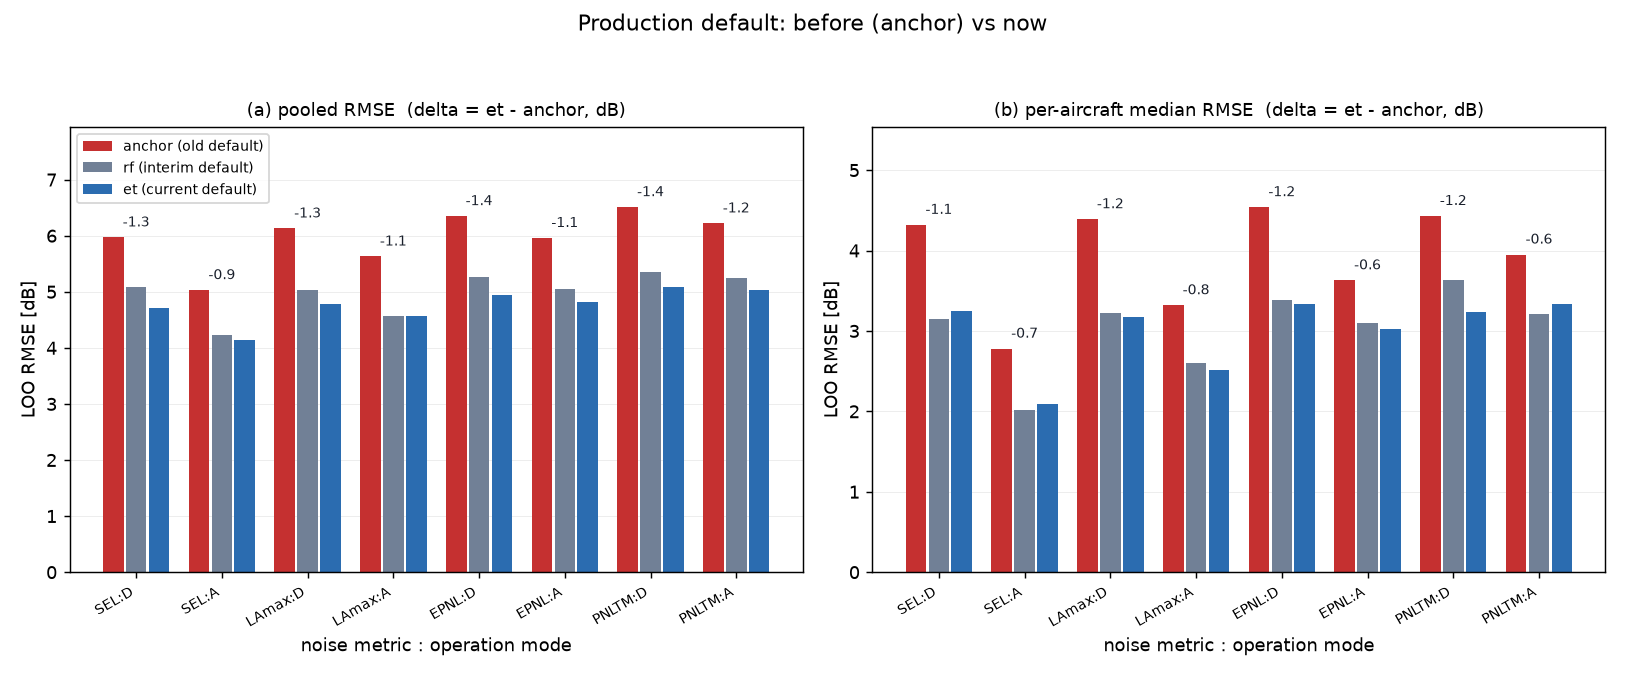 Production default: before (anchor) vs now
(a) pooled RMSE  (delta = et - anchor, dB)
LOO RMSE [dB]
7
6
5
4
3
2
1
0
anchor (old default)
rf (interim default)
et (current default)
-1.3
-0.9
-1.3
-1.1
-1.4
-1.1
-1.4
-1.2
SEL:D
SEL:A
LAmax:D
LAmax:A
EPNL:D
EPNL:A
PNLTM:D
PNLTM:A
noise metric : operation mode
(b) per-aircraft median RMSE  (delta = et - anchor, dB)
LOO RMSE [dB]
5
4
3
2
1
0
-1.1
-0.7
-1.2
-0.8
-1.2
-0.6
-1.2
-0.6
SEL:D
SEL:A
LAmax:D
LAmax:A
EPNL:D
EPNL:A
PNLTM:D
PNLTM:A
noise metric : operation mode